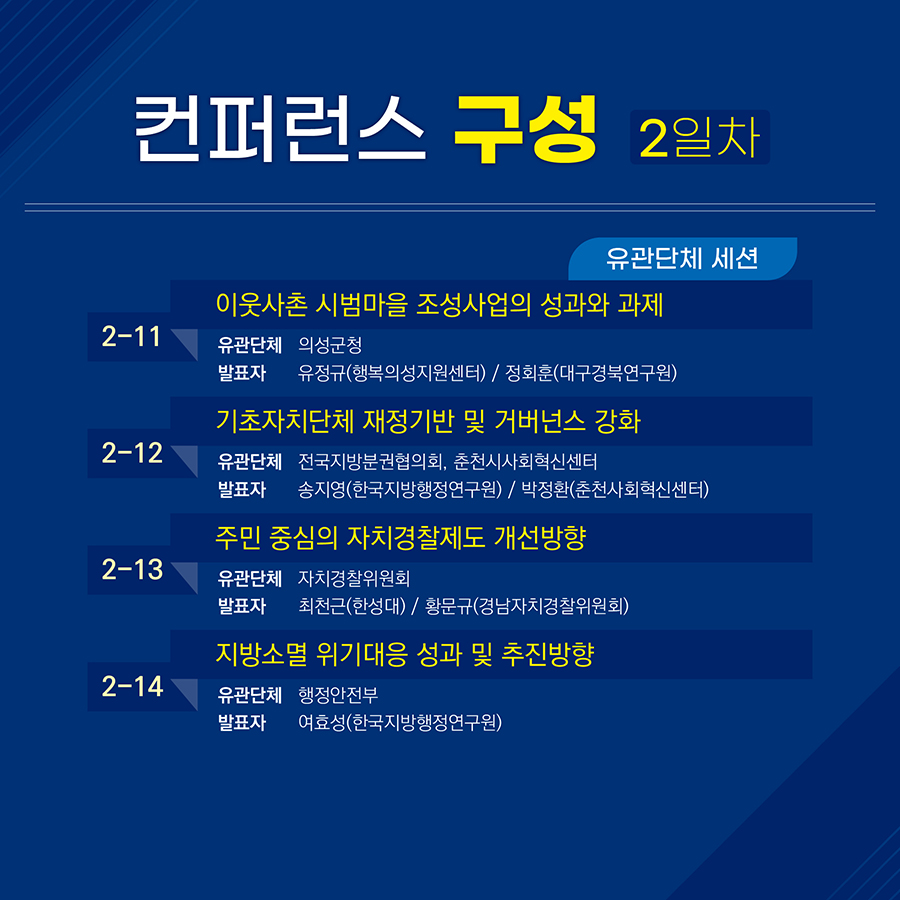 컨퍼런스 구성 2일차
유관단체 세션
2-11
이웃사촌 시범마을 조성사업의 성과와 과제
유관단체 의성군청
발표자 유정규(행복의성지원센터) / 정회훈(대구경북연구원)
2-12
기초자치단체 재정기반 및 거버넌스 강화
유관단체 전국지방분권협의회, 춘천시사회혁신센터
발표자 송지영(한국지방행정연구원) / 박정환(춘천사회혁신센터)
2-13
주민 중심의 자치경찰제도 개선방향
유관단체 자치경찰위원회
발표자 최천근(한성대) / 황문규(경남자치경찰위원회)
2-14
지방소멸 위기대응 성과 및 추진방향
유관단체 행정안전부
발표자 여효성(한국지방행정연구원)